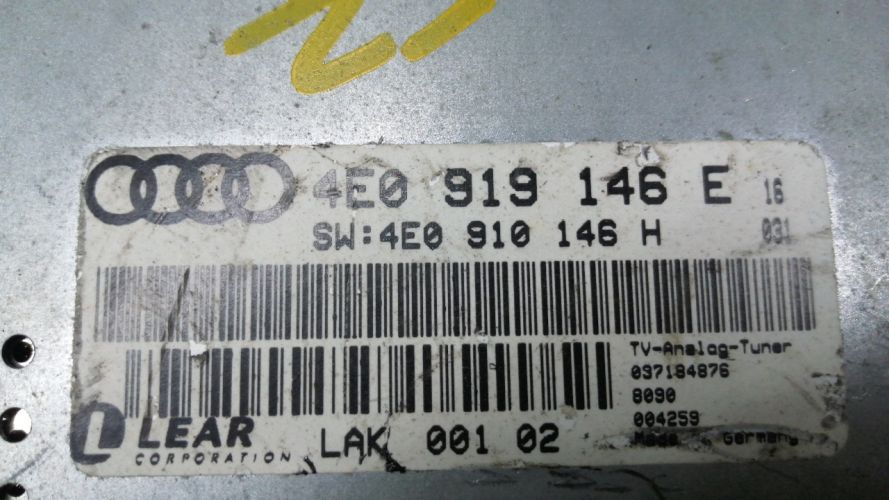 4E0 919 146 E 16
SW:4E0 910 146 H 031
TV-Analog-Tuner
097184876
8090
004259
Made Germany
LEAR
CORPORATION
LAK 001 02